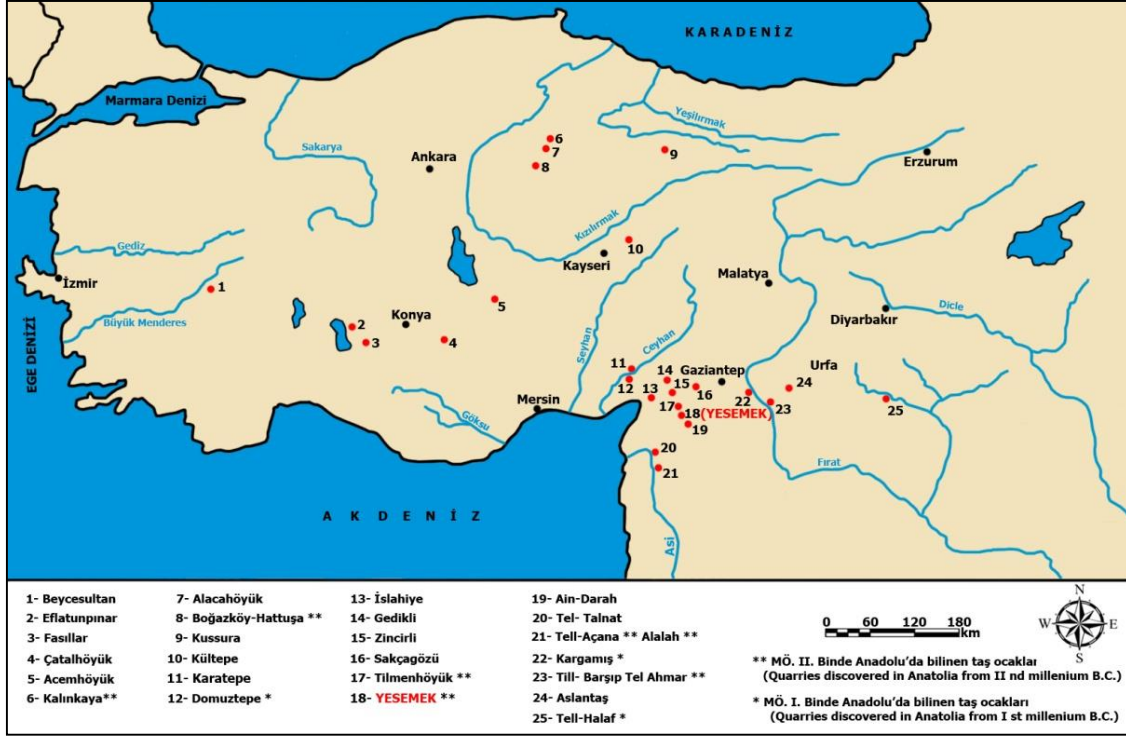 KARADENİZ
Marmara Denizi
Yeşilırmak
6
7
8
9
Sakarya
Ankara
Erzurum
Kızılırmak
Gediz
10
Kayseri
Malatya
İzmir
1
5
Dicle
Büyük Menderes
2
Konya
3
4
Seyhan
Ceyhan
Diyarbakır
EGE DENİZİ
11
12
13
14
15
Gaziantep
16
Urfa
24
22
23
25
17
18(YESEMEK)
19
Mersin
Göksu
20
21
Fırat
AKDENİZ
Asi
1- Beycesultan
2- Eflatunpınar
3- Fasıllar
4- Çatalhöyük
5- Acemhöyük
6- Kalınkaya**
7- Alacahöyük
8- Boğazköy-Hattuşa **
9- Kussura
10- Kültepe
11- Karatepe
12- Domuztepe *
13- İslahiye
14- Gedikli
15- Zincirli
16- Sakçagözü
17- Tilmenhöyük **
18- YESEMEK **
19- Ain-Darah
20- Tel- Talnat
21- Tell-Açana ** Alalah **
22- Kargamış *
23- Till- Barşıp Tel Ahmar **
24- Aslantaş
25- Tell-Halaf *
0 60 120 180
km
N
W E
S
** MÖ. II. Binde Anadolu'da bilinen taş ocakları
(Quarries discovered in Anatolia from II nd millenium B.C.)
* MÖ. I. Binde Anadolu'da bilinen taş ocakları
(Quarries discovered in Anatolia from I st millenium B.C.)